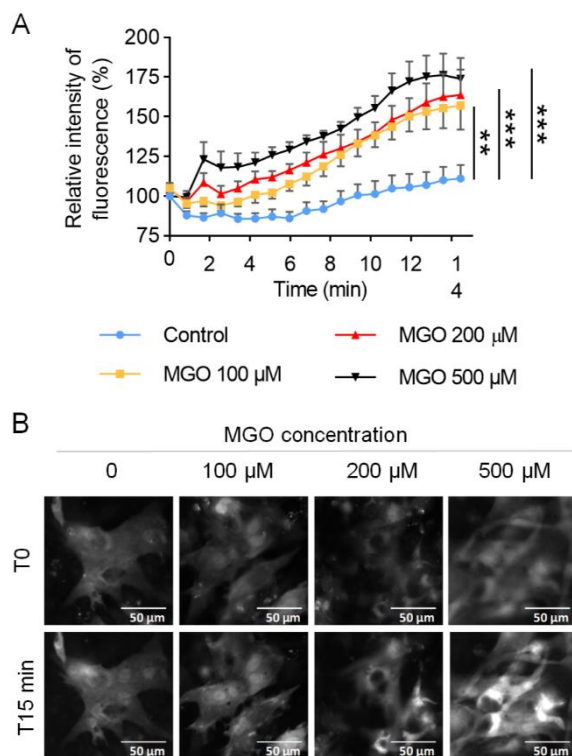 A
Relative intensity of
fluorescence (%)
200
175
150
125
100
75
0 2 4 6 8 10 12 1
4
Time (min)
**
***
***
Control
MGO 200 μM
MGO 100 μM
MGO 500 μM
B
MGO concentration
0 100 μM 200 μM 500 μM
T0
50 μm 50 μm 50 μm 50 μm
T15 min
50 μm 50 μm 50 μm 50 μm